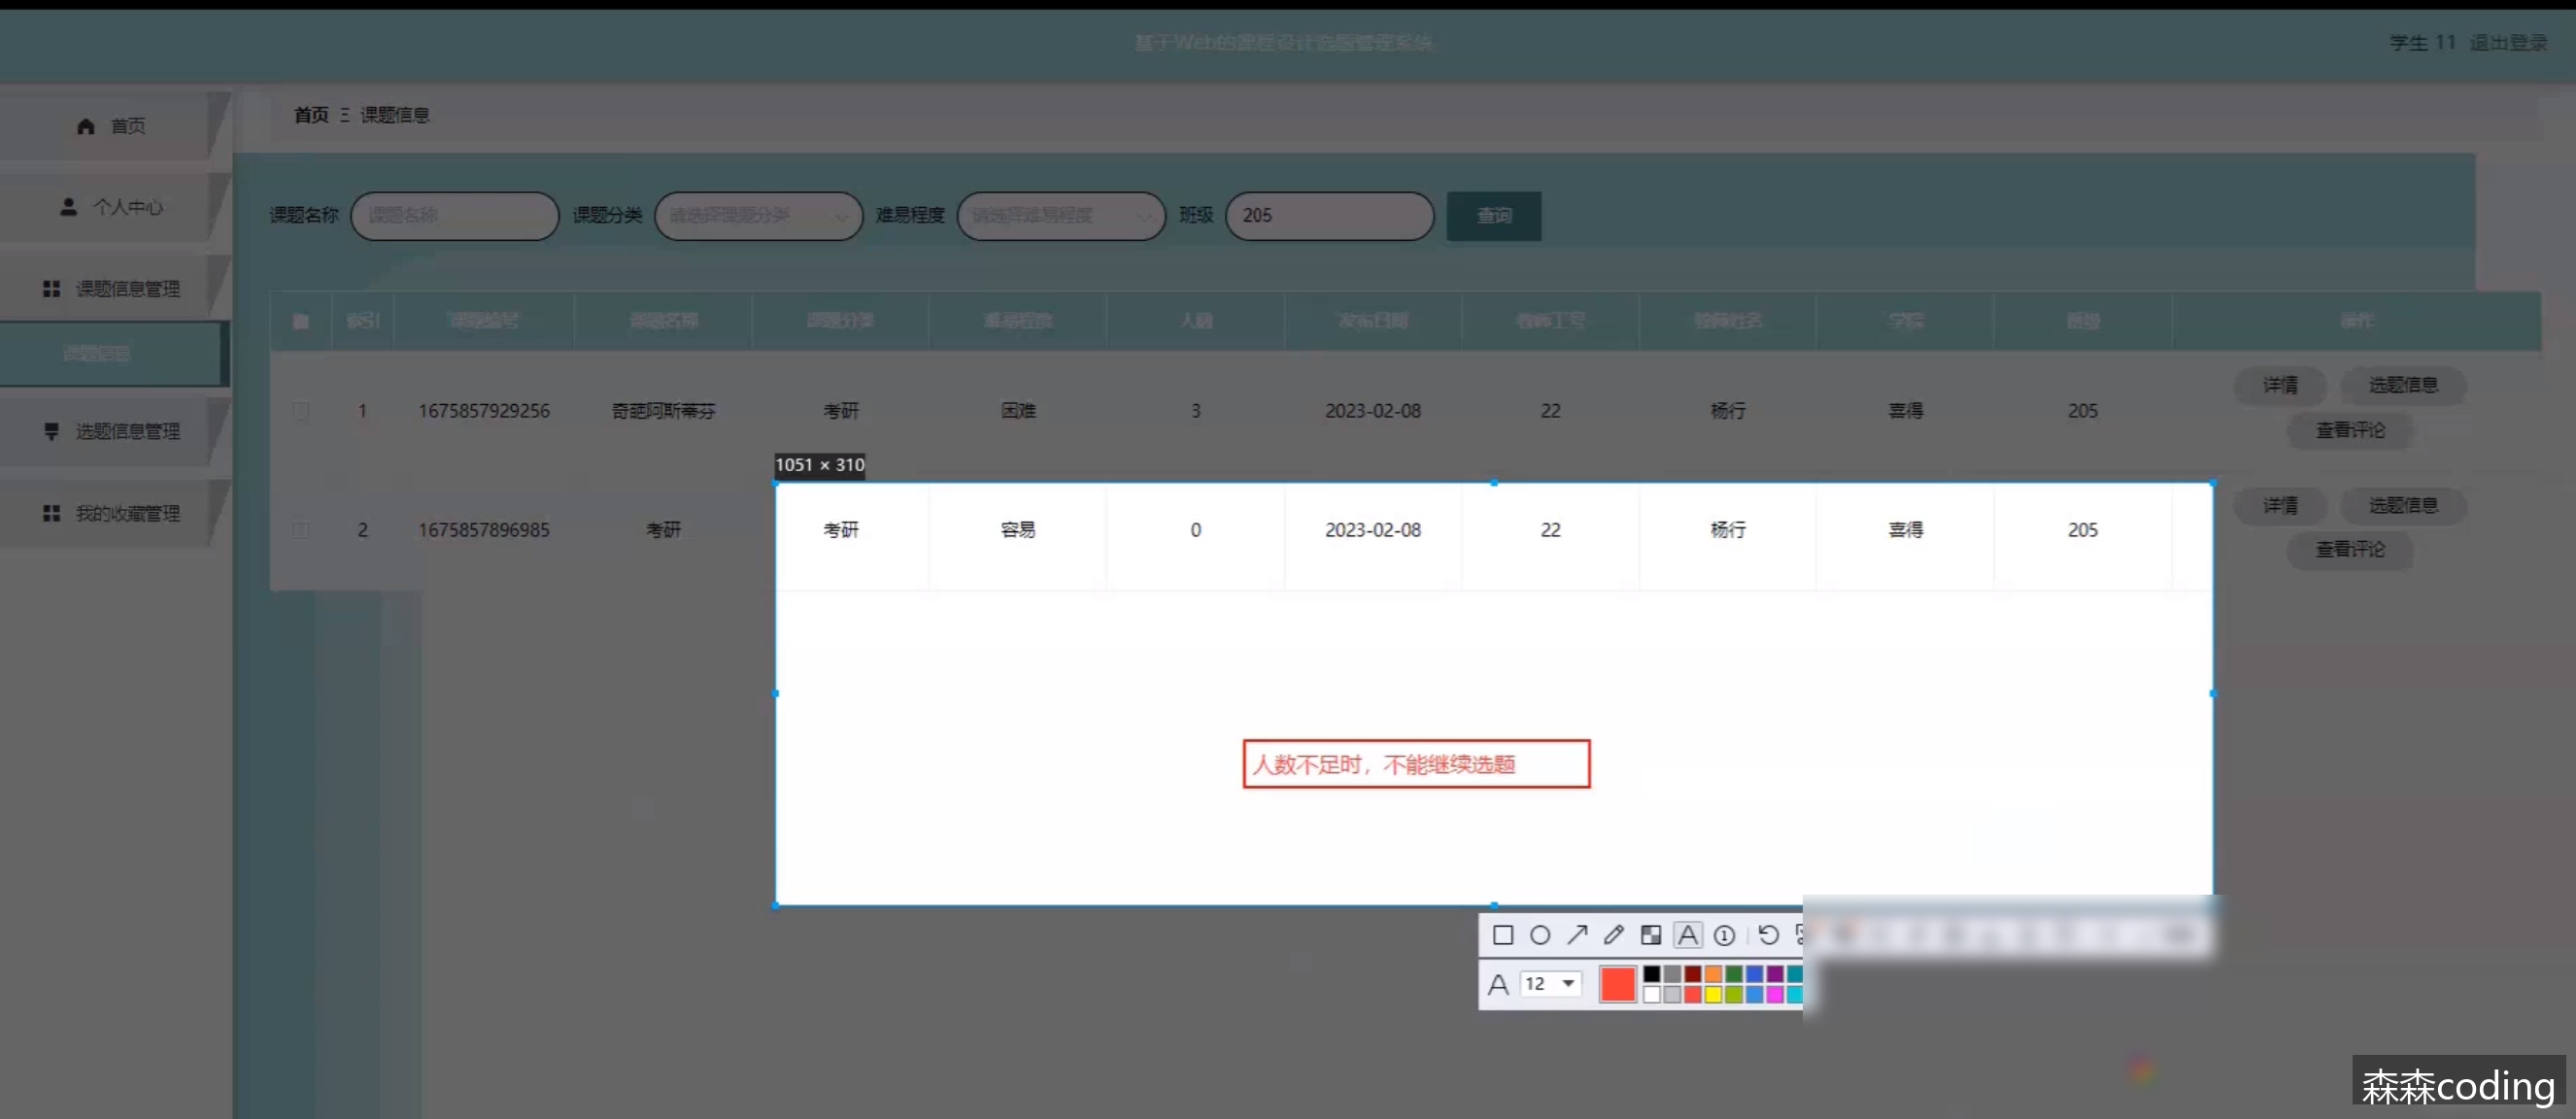 基于Web的课程设计选题管理系统
学生 11 退出登录
首页 课题信息
首页
个人中心
课题信息管理
课题信息
选题信息管理
我的收藏管理
课题名称 课题名称 课题分类 请选择课题分类 难易程度 请选择难易程度 班级 205 查询
索引 课题编号 课题名称 课题分类 难易程度 人数 发布日期 教师工号 教师姓名 学院 班级 操作
1 1675857929256 奇葩阿斯蒂芬 考研 困难 3 2023-02-08 22 杨行 喜得 205 详情 选题信息
查看评论
1051 × 310
2 1675857896985 考研 考研 容易 0 2023-02-08 22 杨行 喜得 205 详情 选题信息
查看评论
人数不足时，不能继续选题
A 1
A 12
森森coding